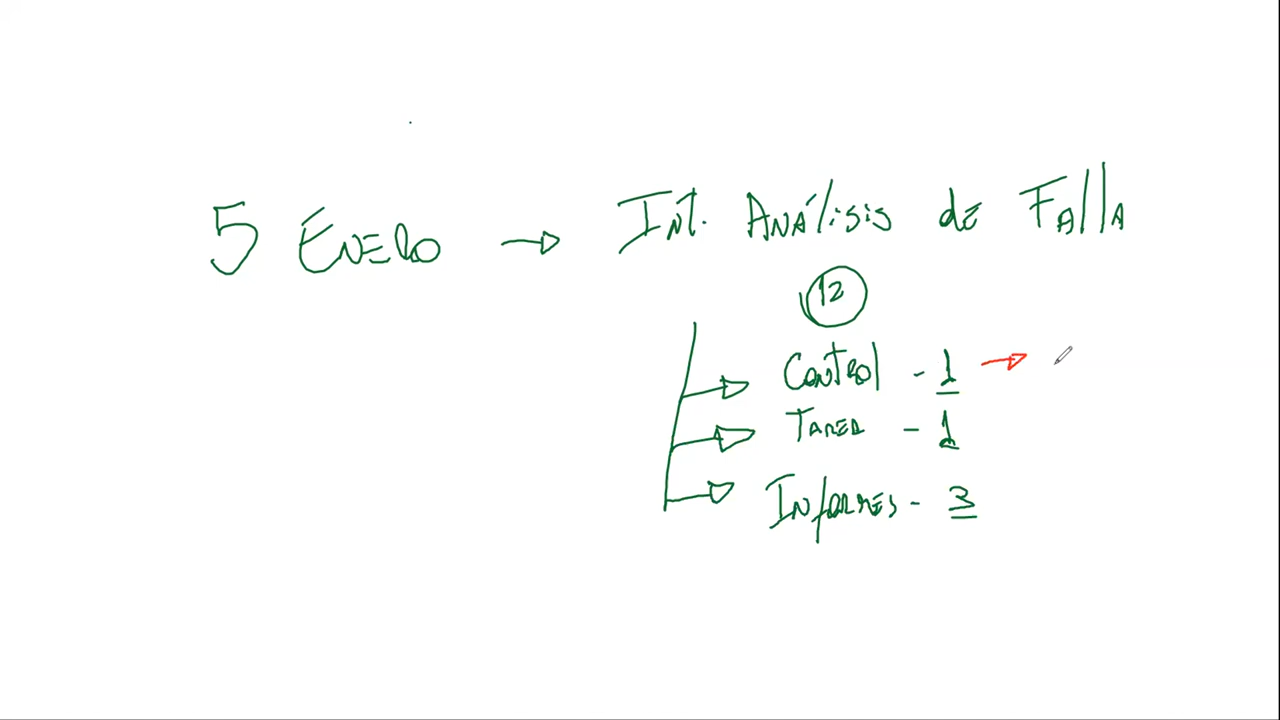 5 ENERO → INT. ANÁlisis de FAllA
12
CONTROL - 1 →
TAREA - 1
INfORMES - 3